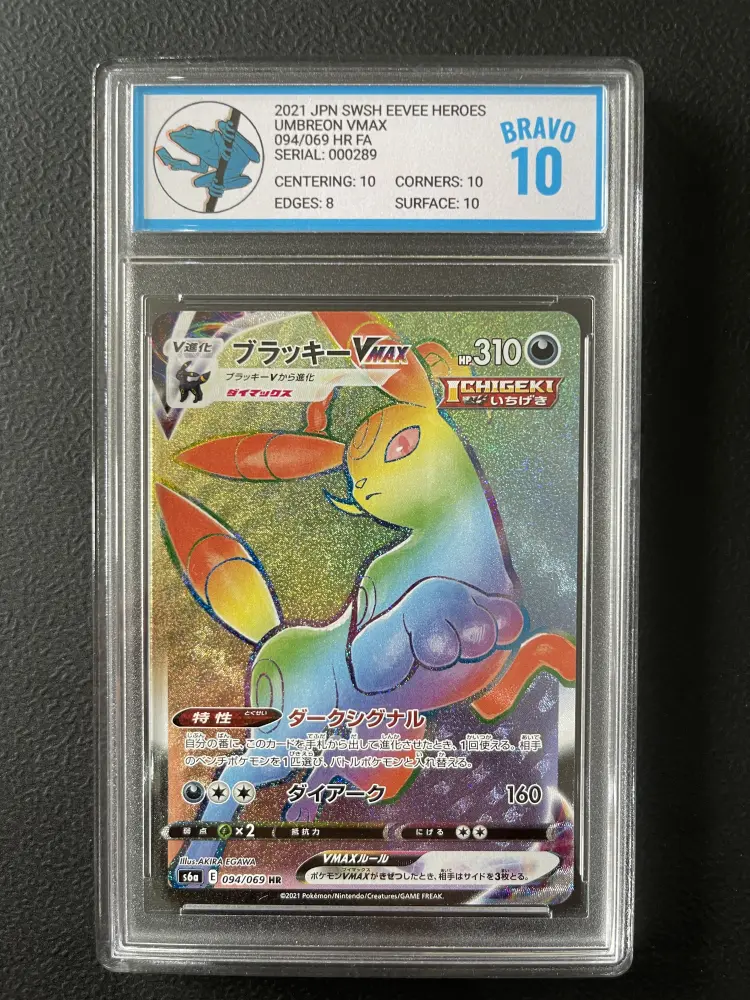 2021 JPN SWSH EEVEE HEROES
UMBREON VMAX
094/069 HR FA
SERIAL: 000289
CENTERING: 10 CORNERS: 10
EDGES: 8 SURFACE: 10
BRAVO
10
V進化
ブラッキーVMAX
HP310
ブラッキーVから進化
ダイマックス
ICHIGEKI
いちげき
特性 とくせい ダークシグナル
自分の番に、このカードを手札から出して進化させたとき、1回使える。相手
のベンチポケモンを1匹選び、バトルポケモンと入れ替える。
ダイアーク 160
弱点 ×2 抵抗力 にげる
Illus.AKIRA EGAWA
VMAXルール
ポケモンVMAXがきぜつしたとき、相手はサイドを3枚とる。
s6a E 094/069 HR
©2021 Pokémon/Nintendo/Creatures/GAME FREAK.